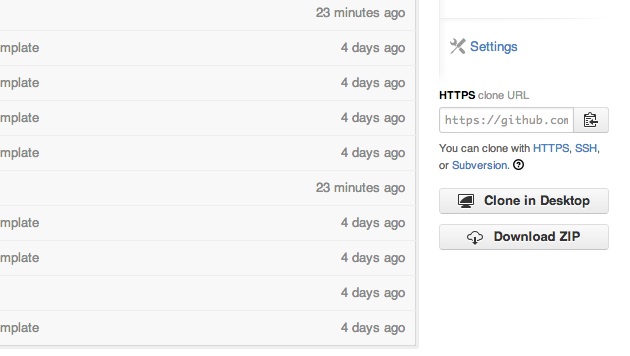 23 minutes ago
mplate 4 days ago
mplate 4 days ago
mplate 4 days ago
mplate 4 days ago
23 minutes ago
mplate 4 days ago
mplate 4 days ago
4 days ago
mplate 4 days ago
Settings
HTTPS clone URL
https://github.com
You can clone with HTTPS, SSH,
or Subversion.
Clone in Desktop
Download ZIP